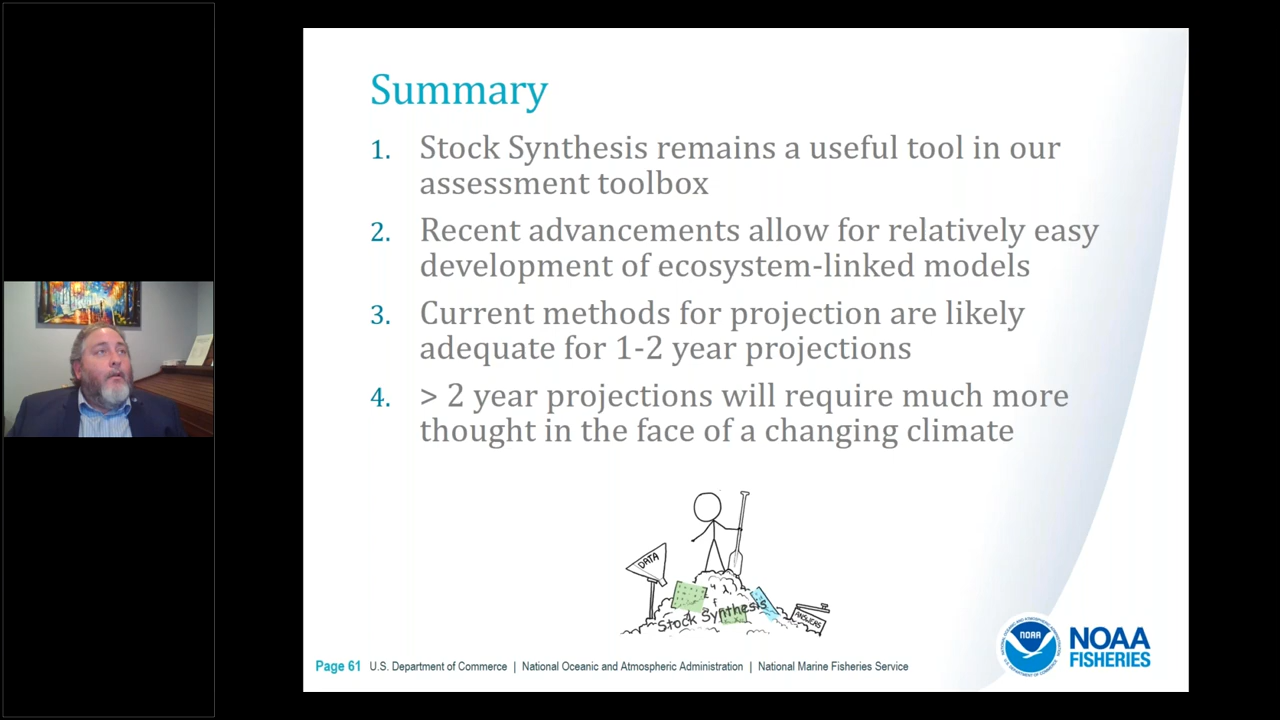 Summary
1. Stock Synthesis remains a useful tool in our
assessment toolbox
2. Recent advancements allow for relatively easy
development of ecosystem-linked models
3. Current methods for projection are likely
adequate for 1-2 year projections
4. > 2 year projections will require much more
thought in the face of a changing climate
DATA
Stock Synthesis
ANSWERS
NOAA
NOAA
FISHERIES
Page 61 U.S. Department of Commerce | National Oceanic and Atmospheric Administration | National Marine Fisheries Service